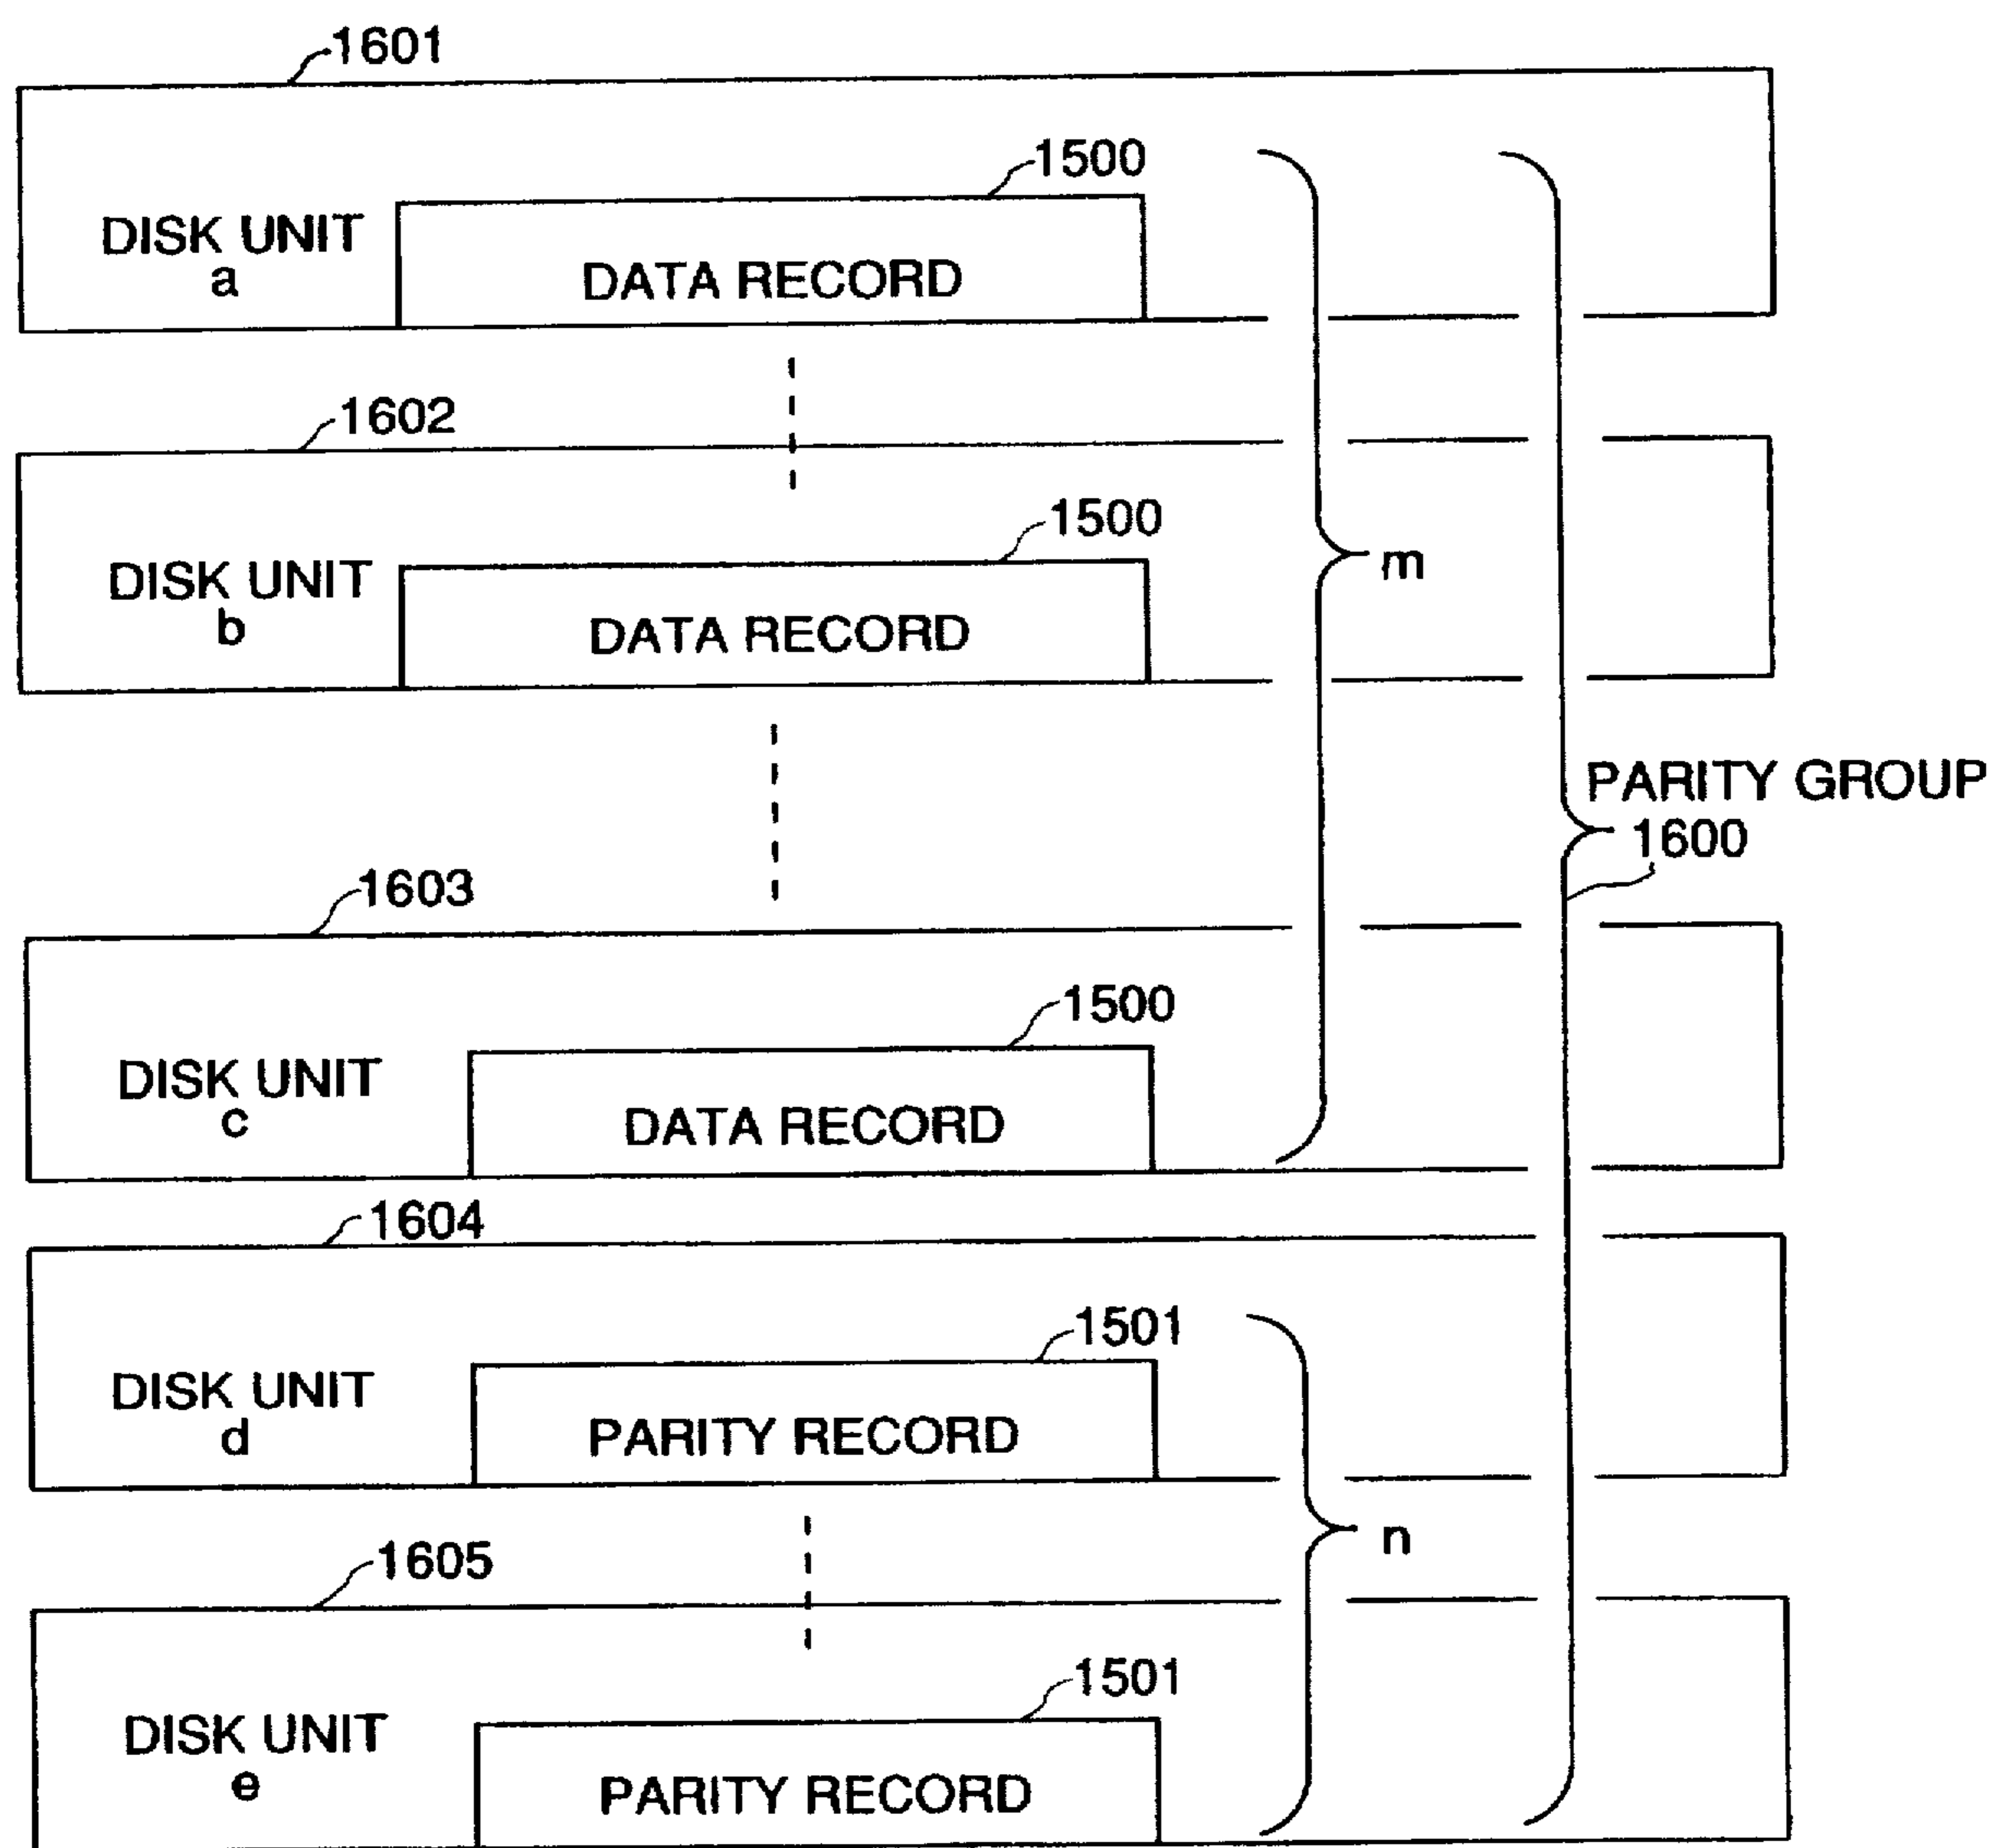 1601
1500
DISK UNIT
a
DATA RECORD
1602
1500
DISK UNIT
b
DATA RECORD
m
PARITY GROUP
1600
1603
1500
DISK UNIT
c
DATA RECORD
1604
1501
DISK UNIT
d
PARITY RECORD
n
1605
1501
DISK UNIT
e
PARITY RECORD